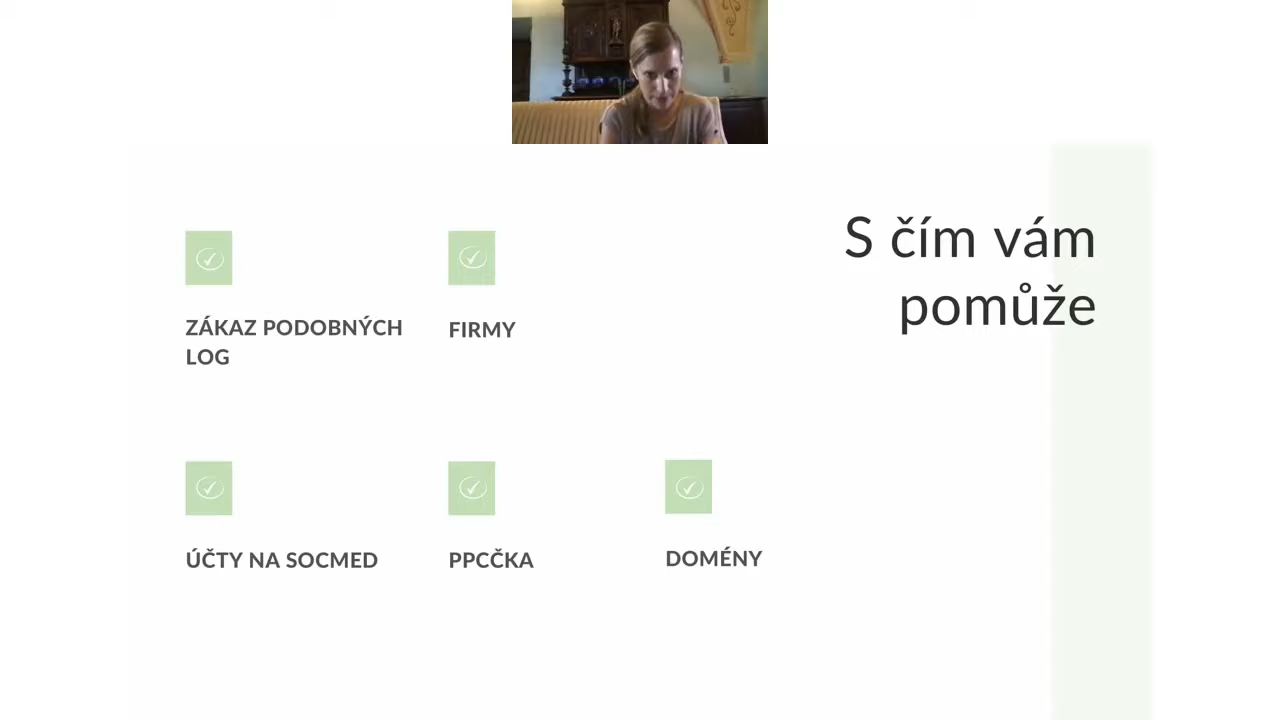 S čím vám
pomůže
ZÁKAZ PODOBNÝCH
LOG
FIRMY
ÚČTY NA SOCMED
PPCČKA
DOMÉNY